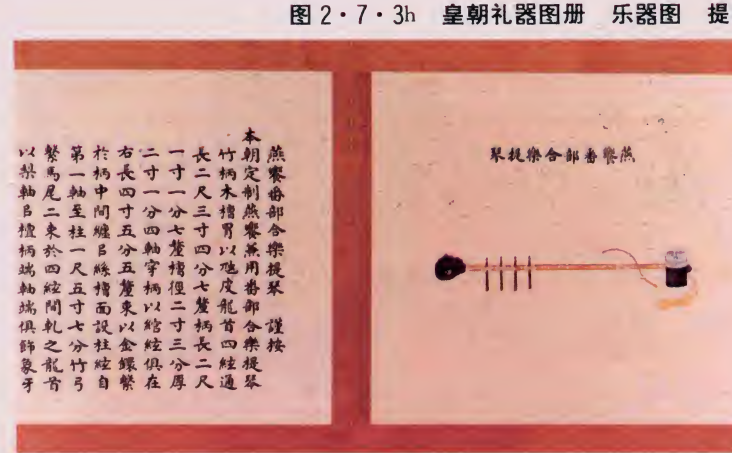 图 2·7·3h 皇朝礼器图册 乐器图 提
燕饗番部合樂提琴
燕饗番部合樂提琴 謹按
本朝定制燕饗兼用番部合樂提琴
竹柄木槽冒以虺皮龍首四絃通
長二尺三寸四分七釐柄長二尺
一寸一分七釐槽徑二寸三分厚
二寸一分四軸穿柄以綰絃俱在
右長四寸五分五釐束以金鐶繫
於柄中間纏㠯絲槽面設柱絃自
第一軸至柱一尺五寸七分竹弓
繫馬尾二束於四絃間軋之龍首
以梨軸㠯檀柄端軸端俱飾象牙